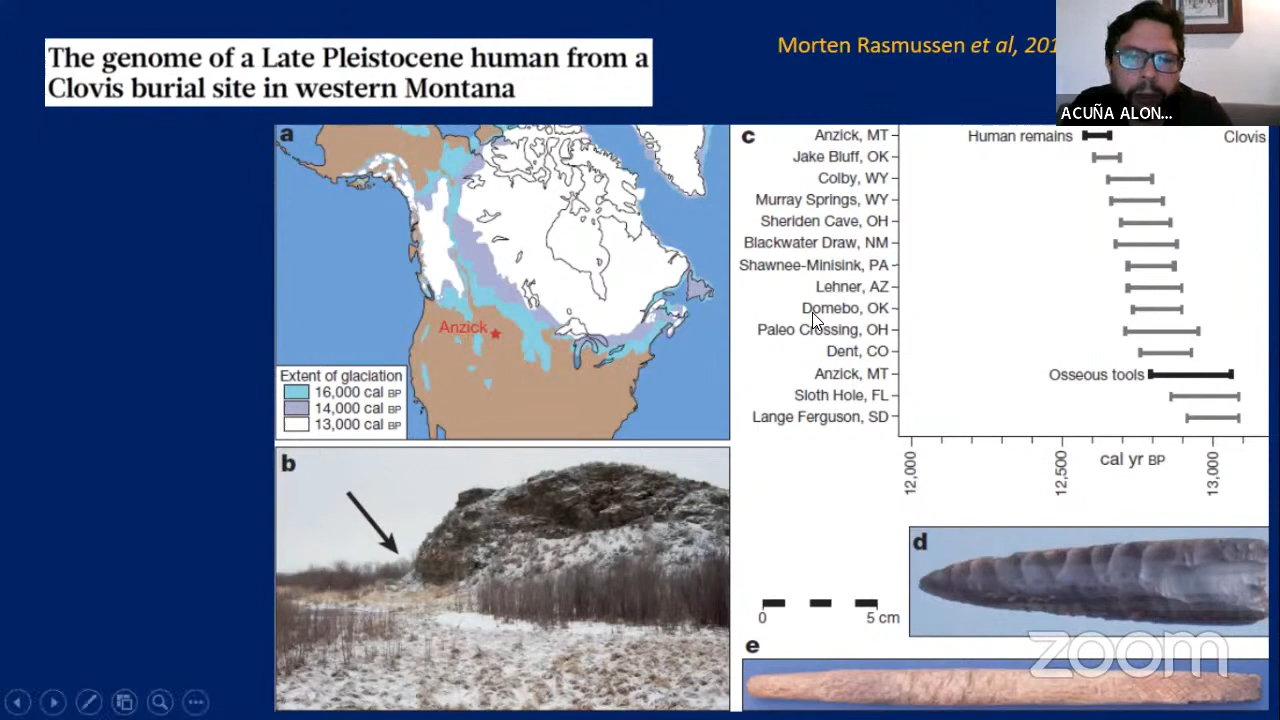 The genome of a Late Pleistocene human from a
Clovis burial site in western Montana
Morten Rasmussen et al, 201
ACUÑA ALON...
a
Anzick
Extent of glaciation
16,000 cal BP
14,000 cal BP
13,000 cal BP
b
c
Anzick, MT
Human remains
Clovis
Jake Bluff, OK
Colby, WY
Murray Springs, WY
Sheriden Cave, OH
Blackwater Draw, NM
Shawnee-Minisink, PA
Lehner, AZ
Domebo, OK
Paleo Crossing, OH
Dent, CO
Anzick, MT
Osseous tools
Sloth Hole, FL
Lange Ferguson, SD
12,000
12,500
cal yr BP
13,000
d
0
5 cm
e
zoom